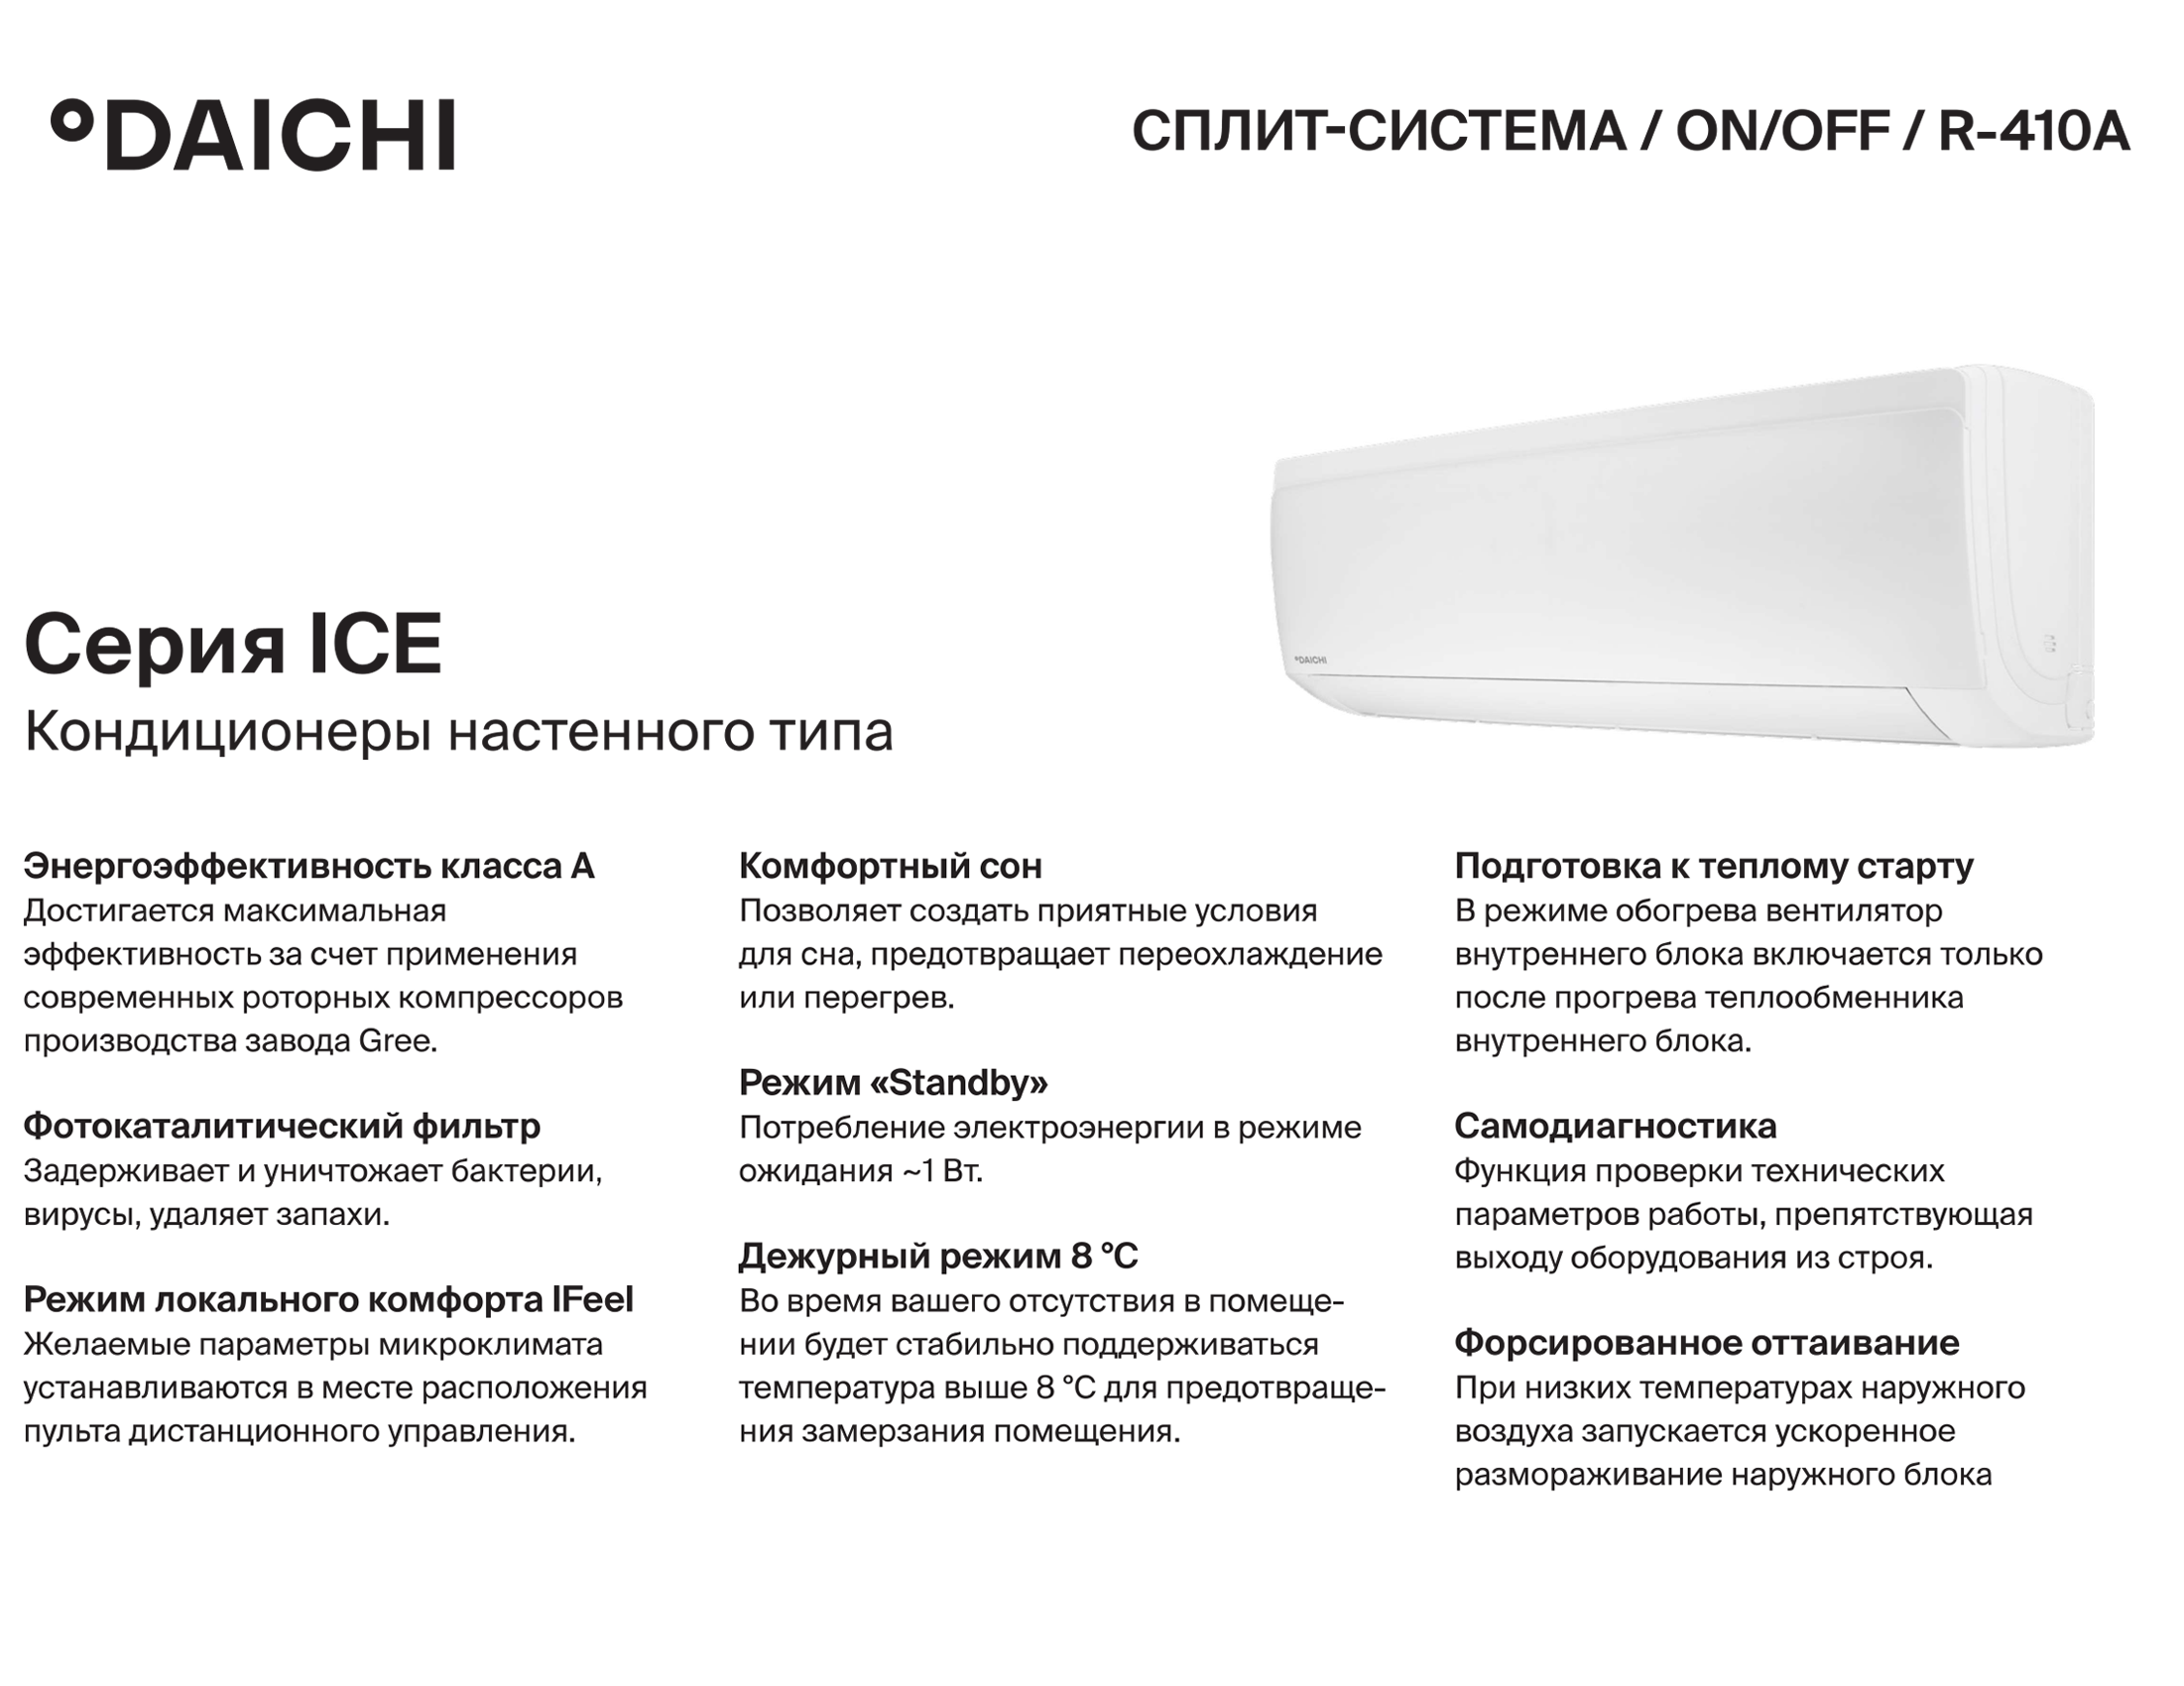 °DAICHI
СПЛИТ-СИСТЕМА / ON/OFF / R-410A
°DAICHI
Серия ICE
Кондиционеры настенного типа
Энергоэффективность класса А
Достигается максимальная
эффективность за счет применения
современных роторных компрессоров
производства завода Gree.
Фотокаталитический фильтр
Задерживает и уничтожает бактерии,
вирусы, удаляет запахи.
Режим локального комфорта IFeel
Желаемые параметры микроклимата
устанавливаются в месте расположения
пульта дистанционного управления.
Комфортный сон
Позволяет создать приятные условия
для сна, предотвращает переохлаждение
или перегрев.
Режим «Standby»
Потребление электроэнергии в режиме
ожидания ~1 Вт.
Дежурный режим 8 °С
Во время вашего отсутствия в помеще-
нии будет стабильно поддерживаться
температура выше 8 °С для предотвраще-
ния замерзания помещения.
Подготовка к теплому старту
В режиме обогрева вентилятор
внутреннего блока включается только
после прогрева теплообменника
внутреннего блока.
Самодиагностика
Функция проверки технических
параметров работы, препятствующая
выходу оборудования из строя.
Форсированное оттаивание
При низких температурах наружного
воздуха запускается ускоренное
размораживание наружного блока